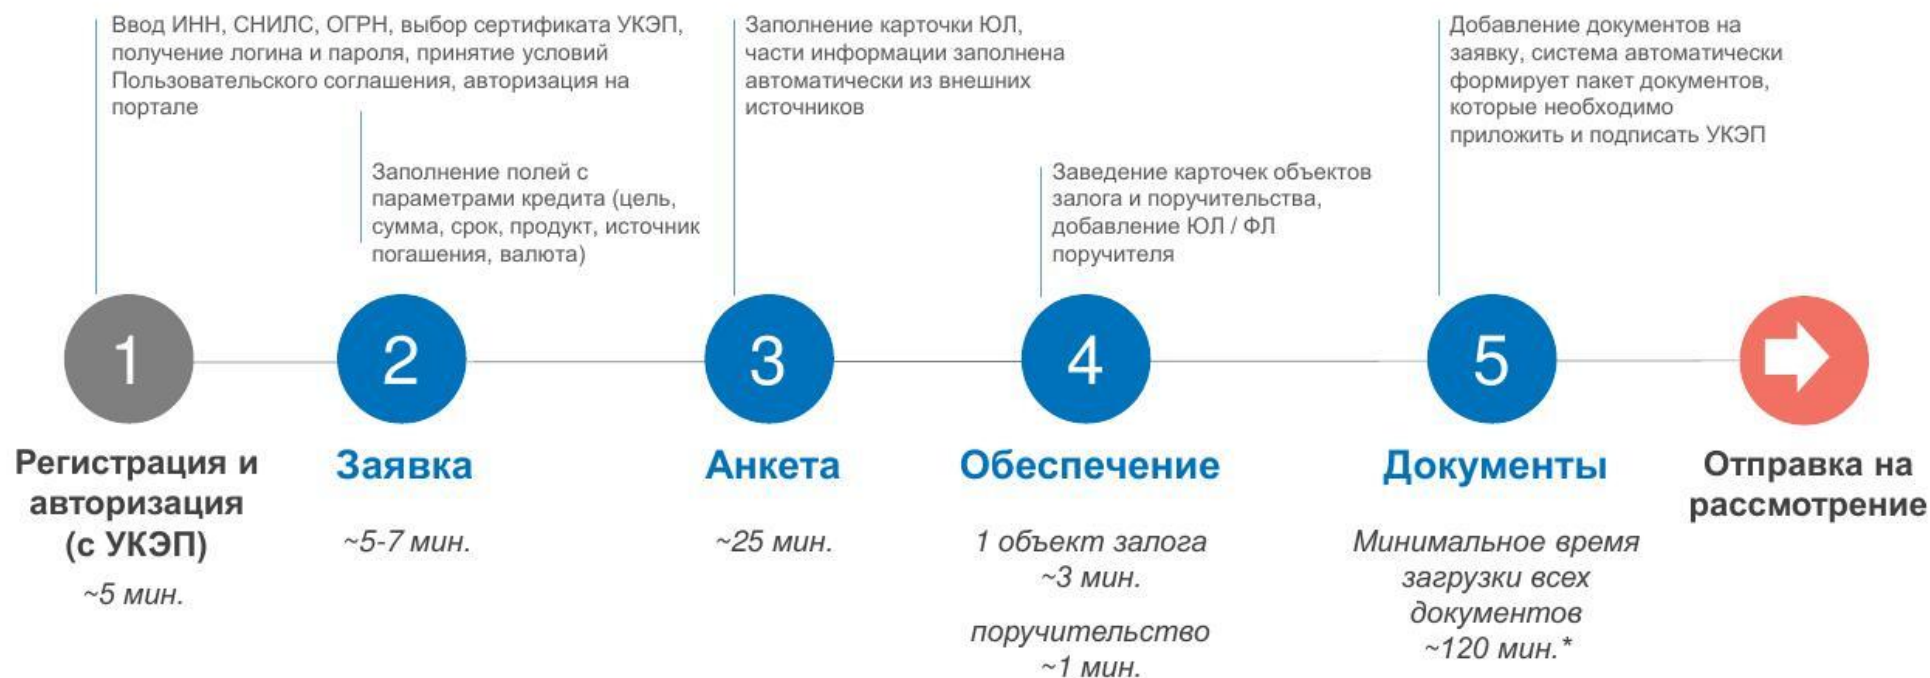 Ввод ИНН, СНИЛС, ОГРН, выбор сертификата УКЭП,
получение логина и пароля, принятие условий
Пользовательского соглашения, авторизация на
портале
Заполнение полей с
параметрами кредита (цель,
сумма, срок, продукт, источник
погашения, валюта)
Заполнение карточки ЮЛ,
части информации заполнена
автоматически из внешних
источников
Заведение карточек объектов
залога и поручительства,
добавление ЮЛ / ФЛ
поручителя
Добавление документов на
заявку, система автоматически
формирует пакет документов,
которые необходимо
приложить и подписать УКЭП
1
2
3
4
5
Регистрация и
авторизация
(с УКЭП)
~5 мин.
Заявка
~5-7 мин.
Анкета
~25 мин.
Обеспечение
1 объект залога
~3 мин.
поручительство
~1 мин.
Документы
Минимальное время
загрузки всех
документов
~120 мин.*
Отправка на
рассмотрение